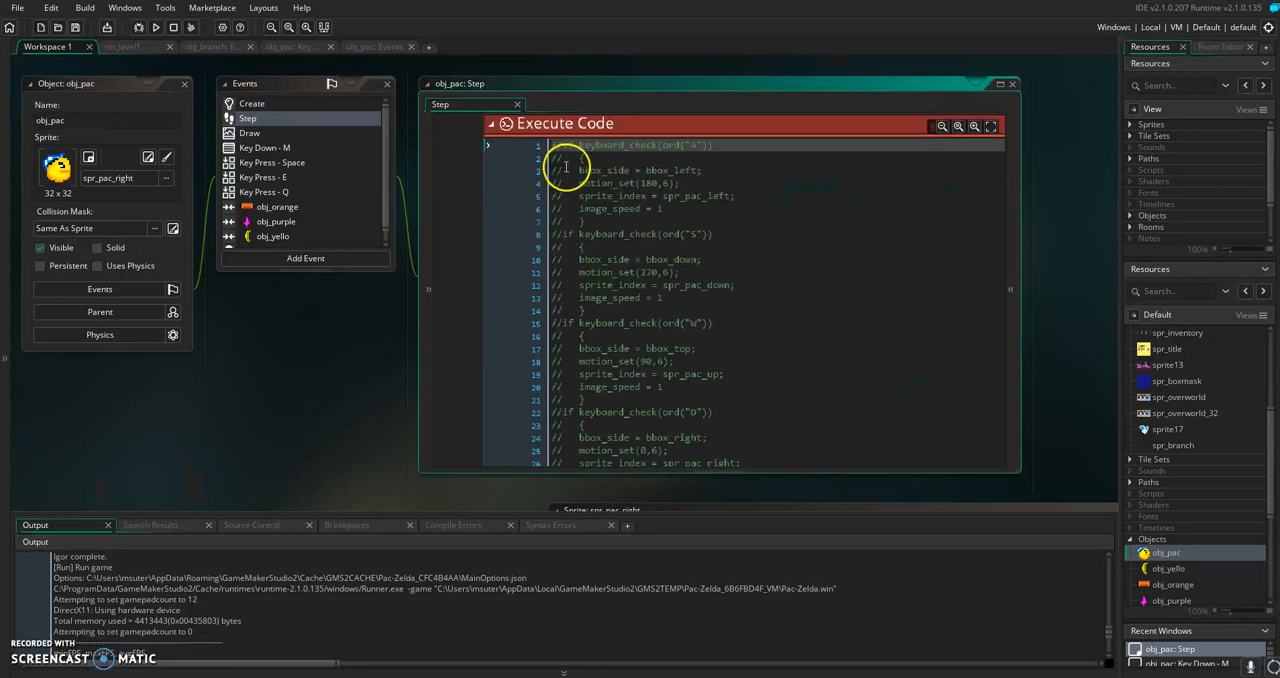 File Edit Build Windows Tools Marketplace Layouts Help IDE v2.1.0.207 Runtime v2.1.0.135
Windows | Local | VM | Default | default
Workspace 1 rm_level1 obj_branch: E... obj_pac: Key ... obj_pac: Events
Resources Room Editor
Object: obj_pac
Name:
obj_pac
Sprite:
spr_pac_right
32 x 32
Collision Mask:
Same As Sprite
Visible Solid
Persistent Uses Physics
Events
Parent
Physics
Events
Create
Step
Draw
Key Down - M
Key Press - Space
Key Press - E
Key Press - Q
obj_orange
obj_purple
obj_yello
Add Event
obj_pac: Step
Step
Execute Code
1 keyboard_check(ord("A"))
2 // {
3 // bbox_side = bbox_left;
4 motion_set(180,6);
5 // sprite_index = spr_pac_left;
6 // image_speed = 1
7 // }
8 //if keyboard_check(ord("S"))
9 // {
10 // bbox_side = bbox_down;
11 // motion_set(270,6);
12 // sprite_index = spr_pac_down;
13 // image_speed = 1
14 // }
15 //if keyboard_check(ord("W"))
16 // {
17 // bbox_side = bbox_top;
18 // motion_set(90,6);
19 // sprite_index = spr_pac_up;
20 // image_speed = 1
21 // }
22 //if keyboard_check(ord("D"))
23 // {
24 // bbox_side = bbox_right;
25 // motion_set(0,6);
26 // sprite_index = spr_pac_right;
Sprite: spr_pac_right
Resources
Search...
View Views
Sprites
Tile Sets
Sounds
Paths
Scripts
Shaders
Fonts
Timelines
Objects
Rooms
Notes
100%
Resources
Search...
Default Views
spr_inventory
spr_title
sprite13
spr_boxmask
spr_overworld
spr_overworld_32
sprite17
spr_branch
Tile Sets
Sounds
Paths
Scripts
Shaders
Fonts
Timelines
Objects
obj_pac
obj_yello
obj_orange
obj_purple
100%
Recent Windows
obj_pac: Step
obj_pac: Key Down - M
Output Search Results Source Control Breakpoints Compile Errors Syntax Errors
Output
Igor complete.
[Run] Run game
Options: C:\Users\msuter\AppData\Roaming\GameMakerStudio2\Cache\GMS2CACHE\Pac-Zelda_CFC4B4AA\MainOptions.json
C:\ProgramData/GameMakerStudio2/Cache/runtimes\runtime-2.1.0.135/windows/Runner.exe -game "C:\Users\msuter\AppData\Local\GameMakerStudio2\GMS2TEMP\Pac-Zelda_6B6FBD4F_VM\Pac-Zelda.win"
Attempting to set gamepadcount to 12
DirectX11: Using hardware device
Total memory used = 4413443(0x00435803) bytes
Attempting to set gamepadcount to 0
RECORDED WITH
SCREENCAST MATIC